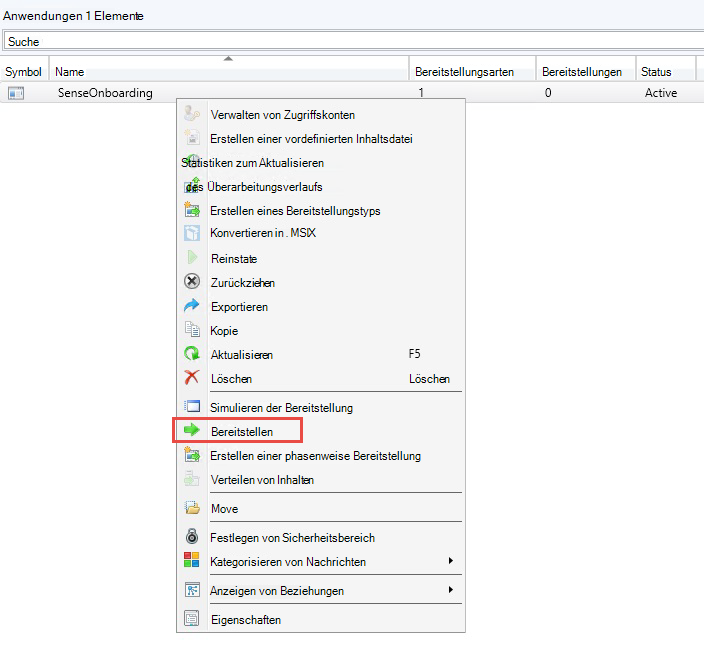 Anwendungen 1 Elemente
Suche
Symbol Name Bereitstellungsarten Bereitstellungen Status
SenseOnboarding 1 0 Active
Verwalten von Zugriffskonten
Erstellen einer vordefinierten Inhaltsdatei
Statistiken zum Aktualisieren
des Überarbeitungsverlaufs
Erstellen eines Bereitstellungstyps
Konvertieren in . MSIX
Reinstate
Zurückziehen
Exportieren
Kopie
Aktualisieren F5
Löschen Löschen
Simulieren der Bereitstellung
Bereitstellen
Erstellen einer phasenweise Bereitstellung
Verteilen von Inhalten
Move
Festlegen von Sicherheitsbereich
Kategorisieren von Nachrichten
Anzeigen von Beziehungen
Eigenschaften